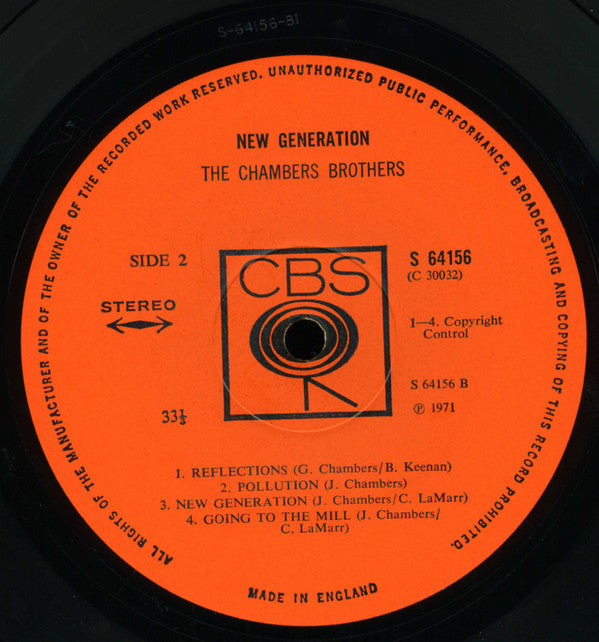 S-64156-B1
ALL RIGHTS OF THE MANUFACTURER AND OF THE OWNER OF THE RECORDED WORK RESERVED. UNAUTHORIZED PUBLIC PERFORMANCE, BROADCASTING AND COPYING OF THIS RECORD PROHIBITED.
NEW GENERATION
THE CHAMBERS BROTHERS
SIDE 2
STEREO
33⅓
CBS
S 64156
(C 30032)
1—4. Copyright
Control
S 64156 B
℗ 1971
1. REFLECTIONS (G. Chambers/B. Keenan)
2. POLLUTION (J. Chambers)
3. NEW GENERATION (J. Chambers/C. LaMarr)
4. GOING TO THE MILL (J. Chambers/
C. LaMarr)
MADE IN ENGLAND